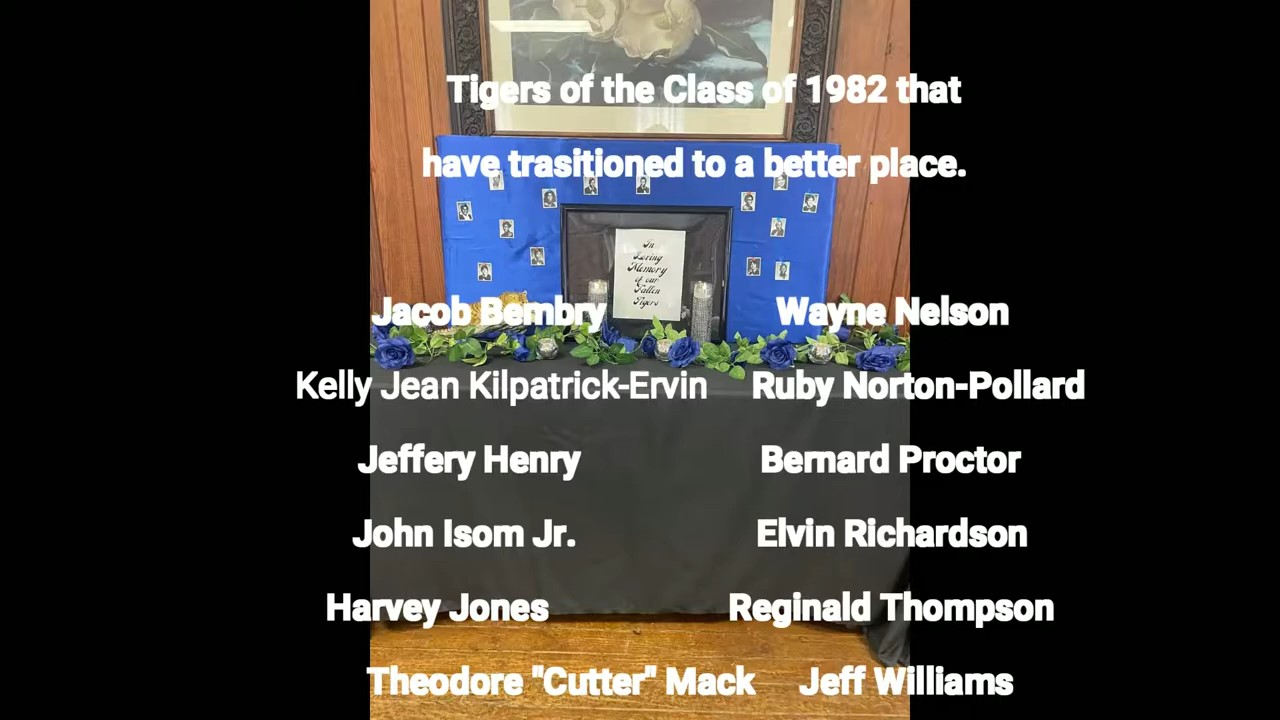 Tigers of the Class of 1982 that
have trasitioned to a better place.
In
Loving
Memory
of our
Fallen
Tigers
Jacob Bembry Wayne Nelson
Kelly Jean Kilpatrick-Ervin Ruby Norton-Pollard
Jeffery Henry Bernard Proctor
John Isom Jr. Elvin Richardson
Harvey Jones Reginald Thompson
Theodore "Cutter" Mack Jeff Williams